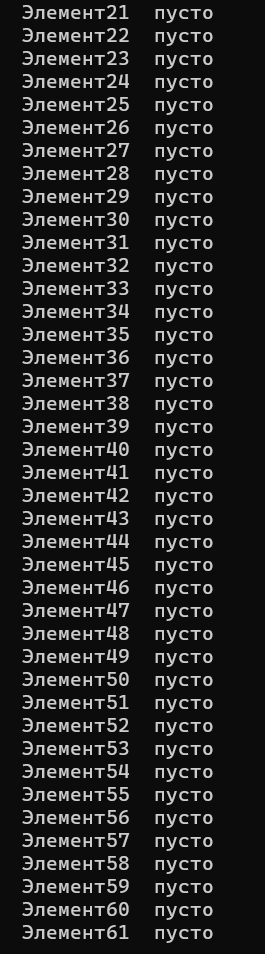 Элемент21 пусто
Элемент22 пусто
Элемент23 пусто
Элемент24 пусто
Элемент25 пусто
Элемент26 пусто
Элемент27 пусто
Элемент28 пусто
Элемент29 пусто
Элемент30 пусто
Элемент31 пусто
Элемент32 пусто
Элемент33 пусто
Элемент34 пусто
Элемент35 пусто
Элемент36 пусто
Элемент37 пусто
Элемент38 пусто
Элемент39 пусто
Элемент40 пусто
Элемент41 пусто
Элемент42 пусто
Элемент43 пусто
Элемент44 пусто
Элемент45 пусто
Элемент46 пусто
Элемент47 пусто
Элемент48 пусто
Элемент49 пусто
Элемент50 пусто
Элемент51 пусто
Элемент52 пусто
Элемент53 пусто
Элемент54 пусто
Элемент55 пусто
Элемент56 пусто
Элемент57 пусто
Элемент58 пусто
Элемент59 пусто
Элемент60 пусто
Элемент61 пусто